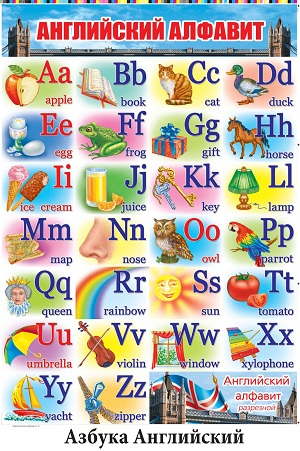 АНГЛИЙСКИЙ АЛФАВИТ
Aa Bb Cc Dd
apple book cat duck
Ee Ff Gg Hh
egg frog gift horse
Ii Jj Kk Ll
ice cream juice key lamp
Mm Nn Oo Pp
map nose owl parrot
Qq Rr Ss Tt
queen rainbow sun tomato
Uu Vv Ww Xx
umbrella violin window xylophone
Yy Zz
yacht zipper
Английский
алфавит
разрезной
Азбука Английский